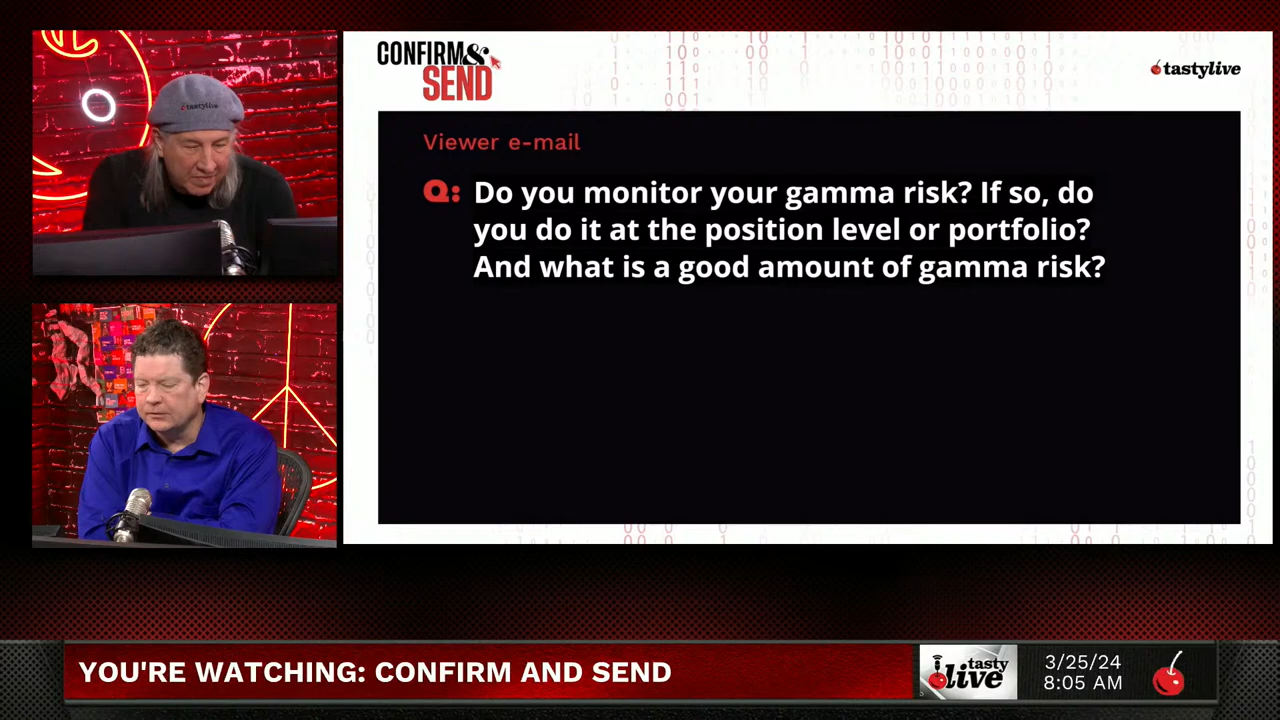 tastylive
CONFIRM&
SEND
tastylive
Viewer e-mail
Q: Do you monitor your gamma risk? If so, do
you do it at the position level or portfolio?
And what is a good amount of gamma risk?
YOU'RE WATCHING: CONFIRM AND SEND
tasty
live
3/25/24
8:05 AM